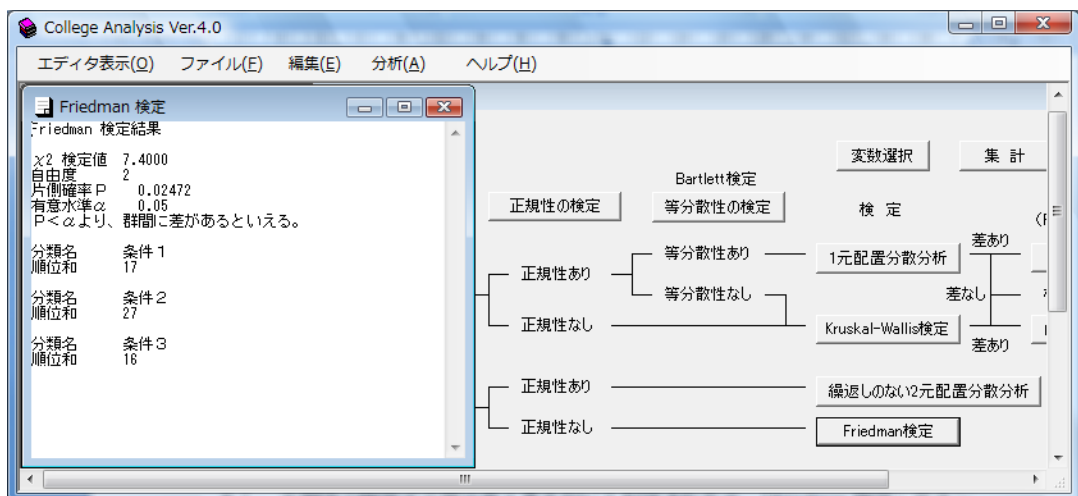 College Analysis Ver.4.0
エディタ表示(O) ファイル(F) 編集(E) 分析(A) ヘルプ(H)
Friedman 検定
Friedman 検定結果
χ2 検定値 7.4000
自由度 2
片側確率P 0.02472
有意水準α 0.05
P<αより、群間に差があるといえる。
分類名 条件1
順位和 17
分類名 条件2
順位和 27
分類名 条件3
順位和 16
変数選択 集 計
Bartlett検定
正規性の検定 等分散性の検定 検 定
正規性あり 等分散性あり 1元配置分散分析 差あり
等分散性なし 差なし
正規性なし Kruskal-Wallis検定 差あり
正規性あり 繰返しのない2元配置分散分析
正規性なし Friedman検定